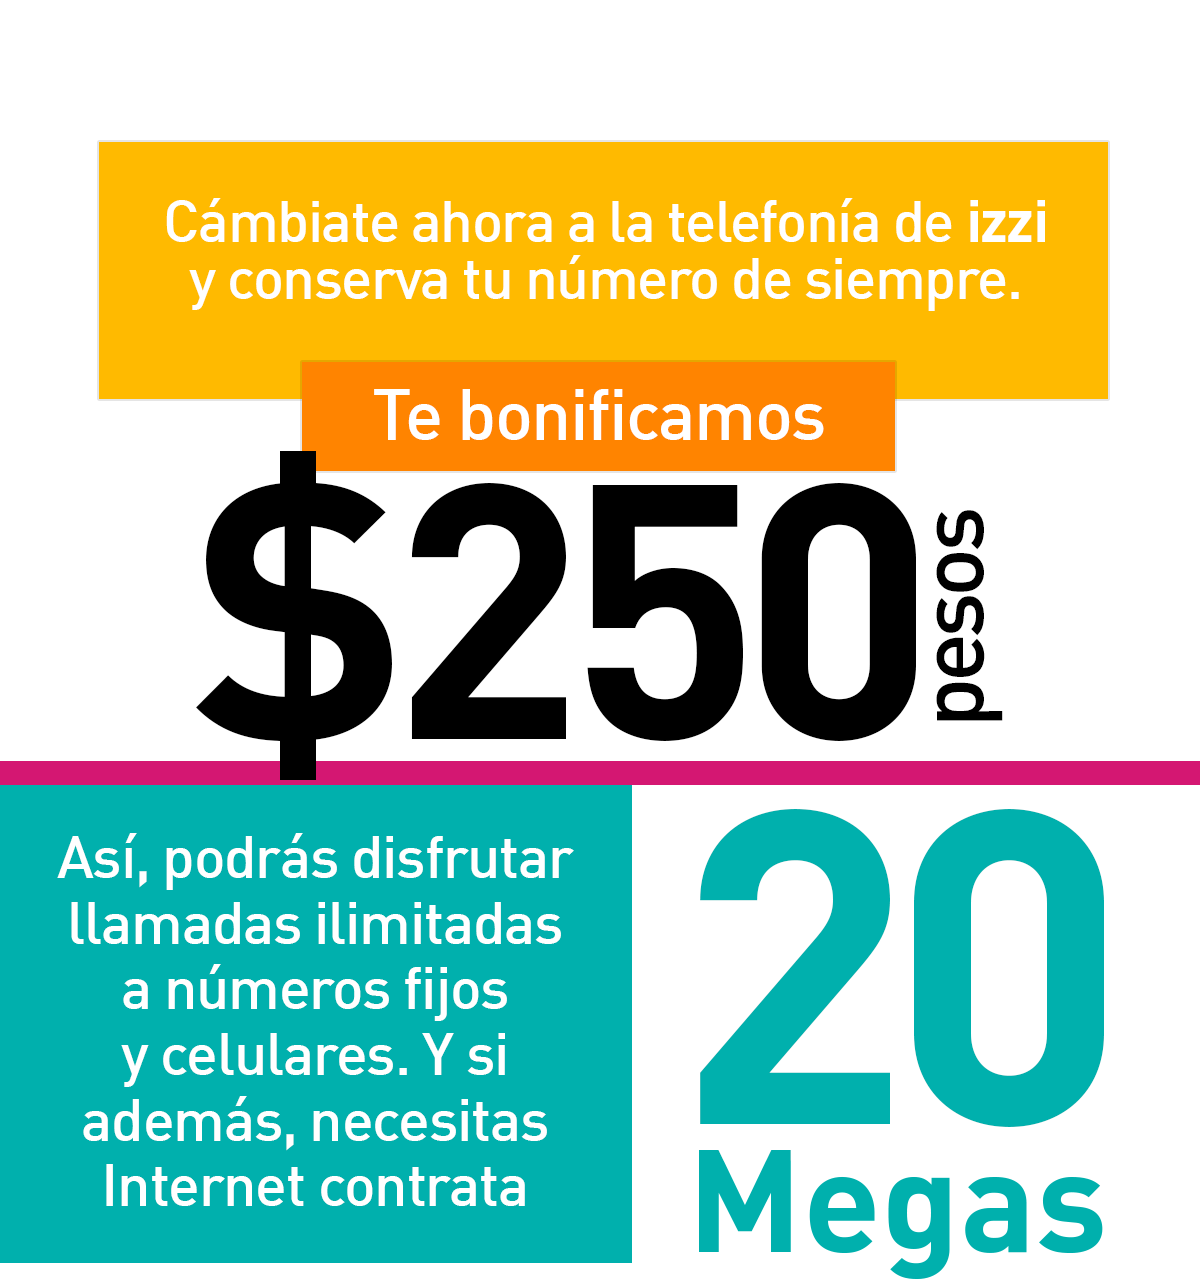 Cámbiate ahora a la telefonía de izzi
y conserva tu número de siempre.
Te bonificamos
$250
pesos
Así, podrás disfrutar
llamadas ilimitadas
a números fijos
y celulares. Y si
además, necesitas
Internet contrata
20
Megas